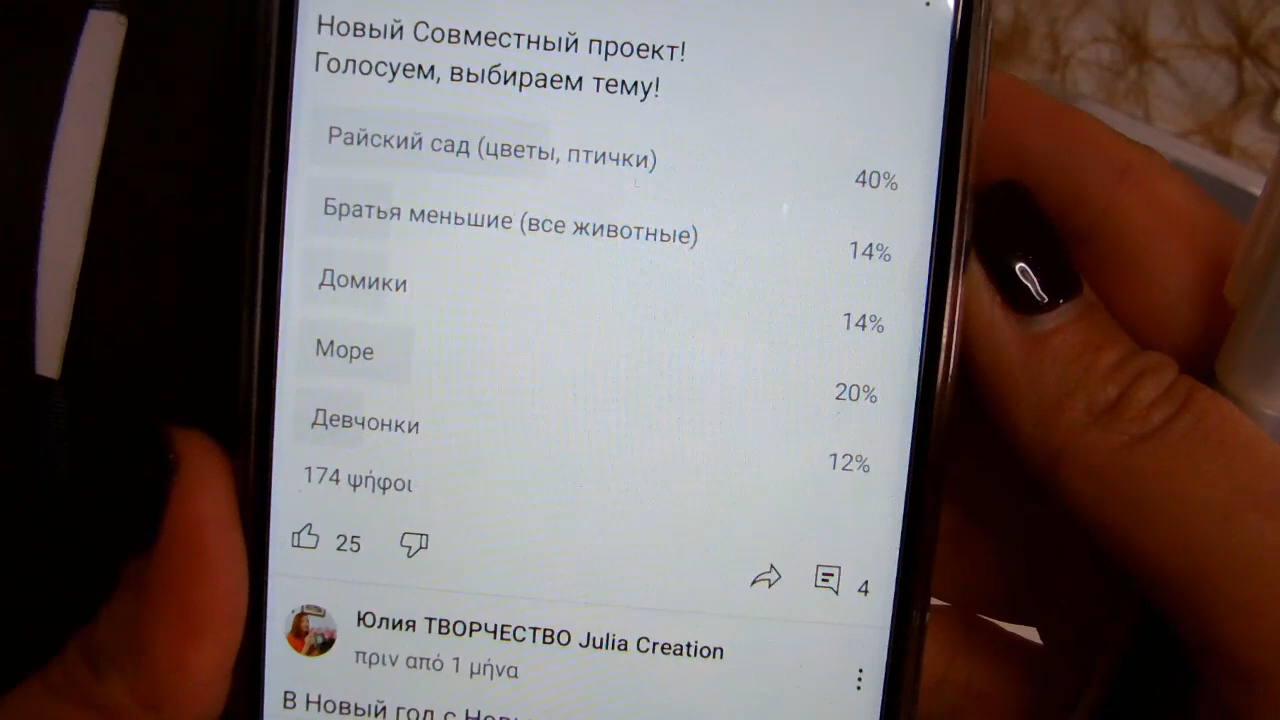 Новый Совместный проект!
Голосуем, выбираем тему!
Райский сад (цветы, птички)
40%
Братья меньшие (все животные)
14%
Домики
14%
Море
20%
Девчонки
12%
174 ψήφοι
25
4
Юлия ТВОРЧЕСТВО Julia Creation
πριν από 1 μήνα
В Новый год с